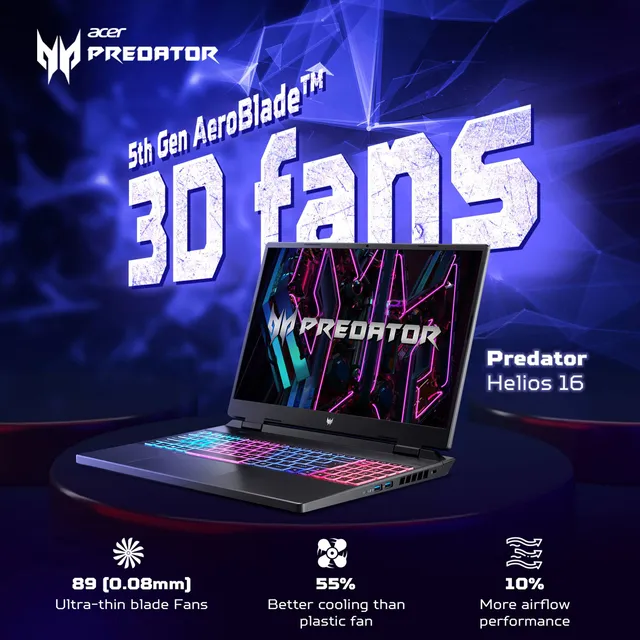 acer
PREDATOR
5th Gen AeroBlade™
3D fans
PREDATOR
Predator
Helios 16
89 (0.08mm)
Ultra-thin blade Fans
55%
Better cooling than
plastic fan
10%
More airflow
performance